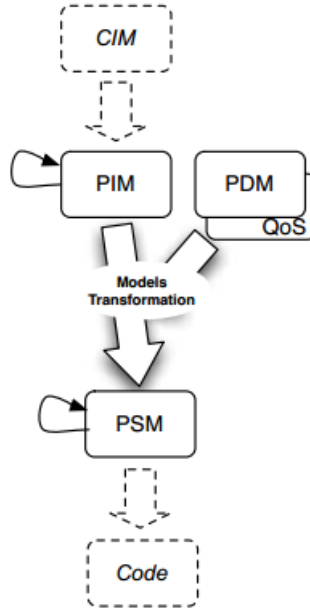 CIM
PIM
PDM
QoS
Models
Transformation
PSM
Code